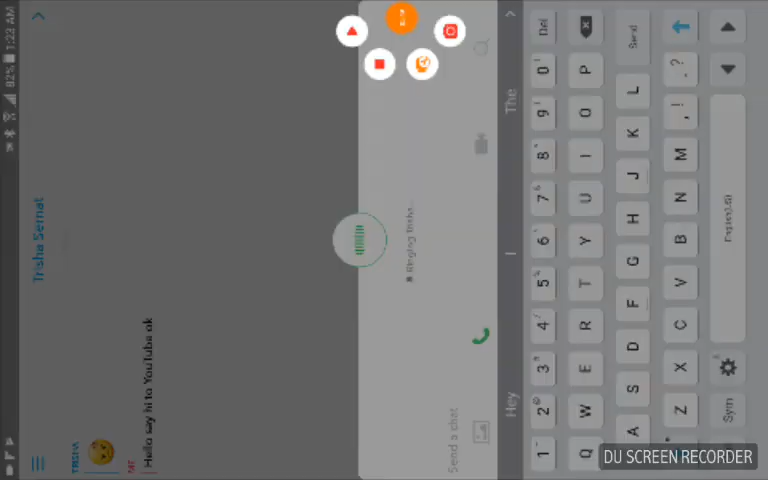 82% 1:23 AM
Trisha Sernat
TRISHA
ME
Hello say hi to YouTube ok
Ringing Trisha...
Send a chat
Hey I The
1 2 3 4 5 6 7 8 9 0 Del
Q W E R T Y U I O P
A S D F G H J K L Send
Z X C V B N M , ! . ?
Sym English(US)
DU SCREEN RECORDER